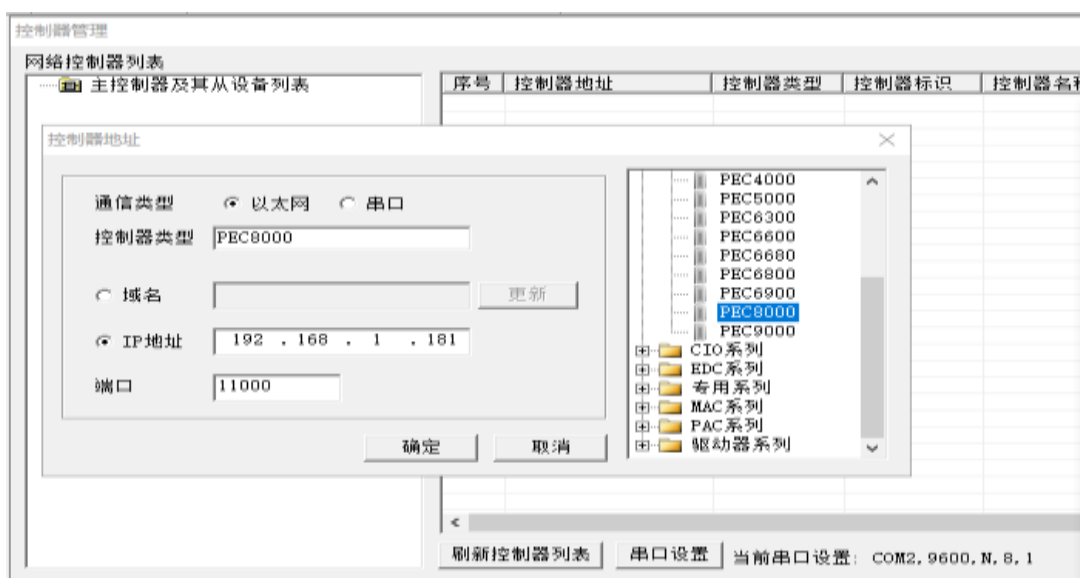 控制器管理
网络控制器列表
主控制器及其从设备列表
序号 控制器地址 控制器类型 控制器标识 控制器名称
控制器地址
通信类型 以太网 串口
控制器类型 PEC8000
域名 更新
IP地址 192 . 168 . 1 . 181
端口 11000
确定 取消
PEC4000
PEC5000
PEC6300
PEC6600
PEC6680
PEC6800
PEC6900
PEC8000
PEC9000
CIO系列
EDC系列
专用系列
MAC系列
PAC系列
驱动器系列
刷新控制器列表 串口设置 当前串口设置: COM2,9600,N,8,1